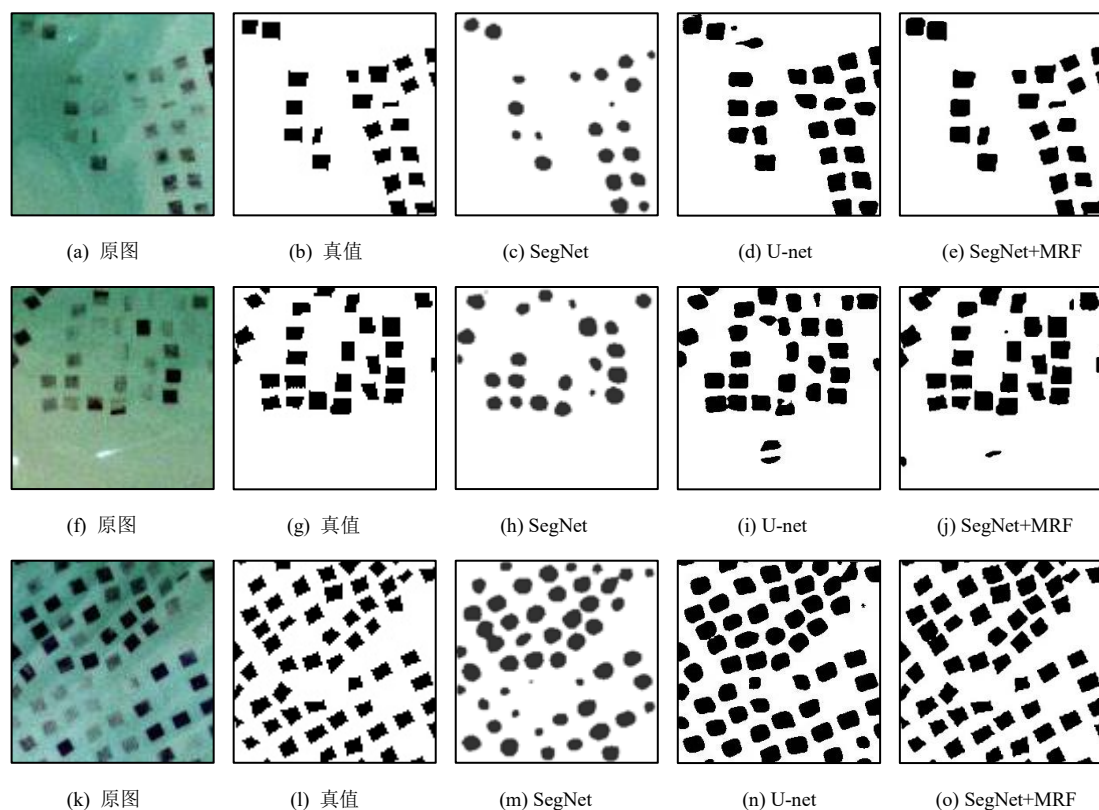 (a) 原图 (b) 真值 (c) SegNet (d) U-net (e) SegNet+MRF
(f) 原图 (g) 真值 (h) SegNet (i) U-net (j) SegNet+MRF
(k) 原图 (l) 真值 (m) SegNet (n) U-net (o) SegNet+MRF